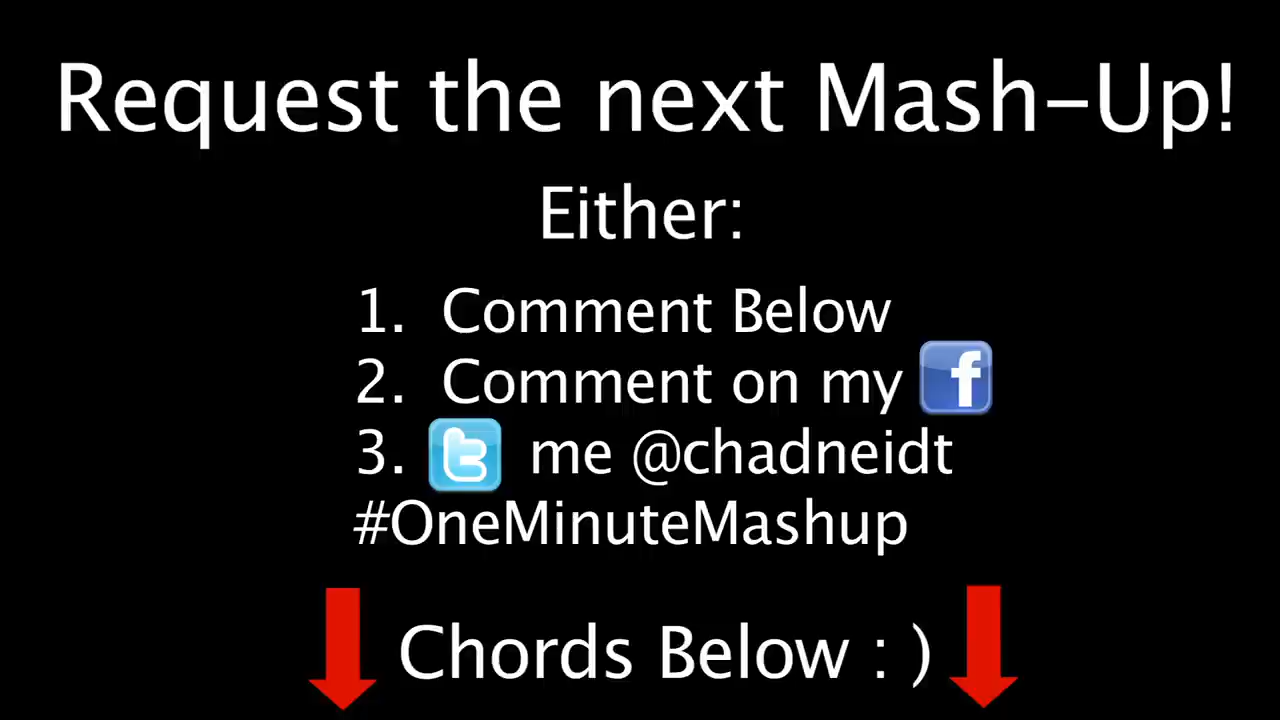 Request the next Mash-Up!
Either:
1. Comment Below
2. Comment on my f
3. t me @chadneidt
#OneMinuteMashup
Chords Below : )